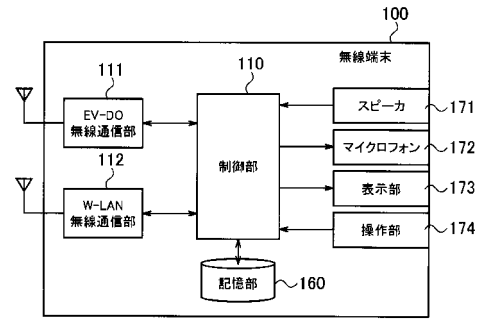 100
無線端末
111
EV-DO
無線通信部
110
制御部
スピーカ
171
マイクロフォン
172
112
W-LAN
無線通信部
表示部
173
操作部
174
記憶部
160